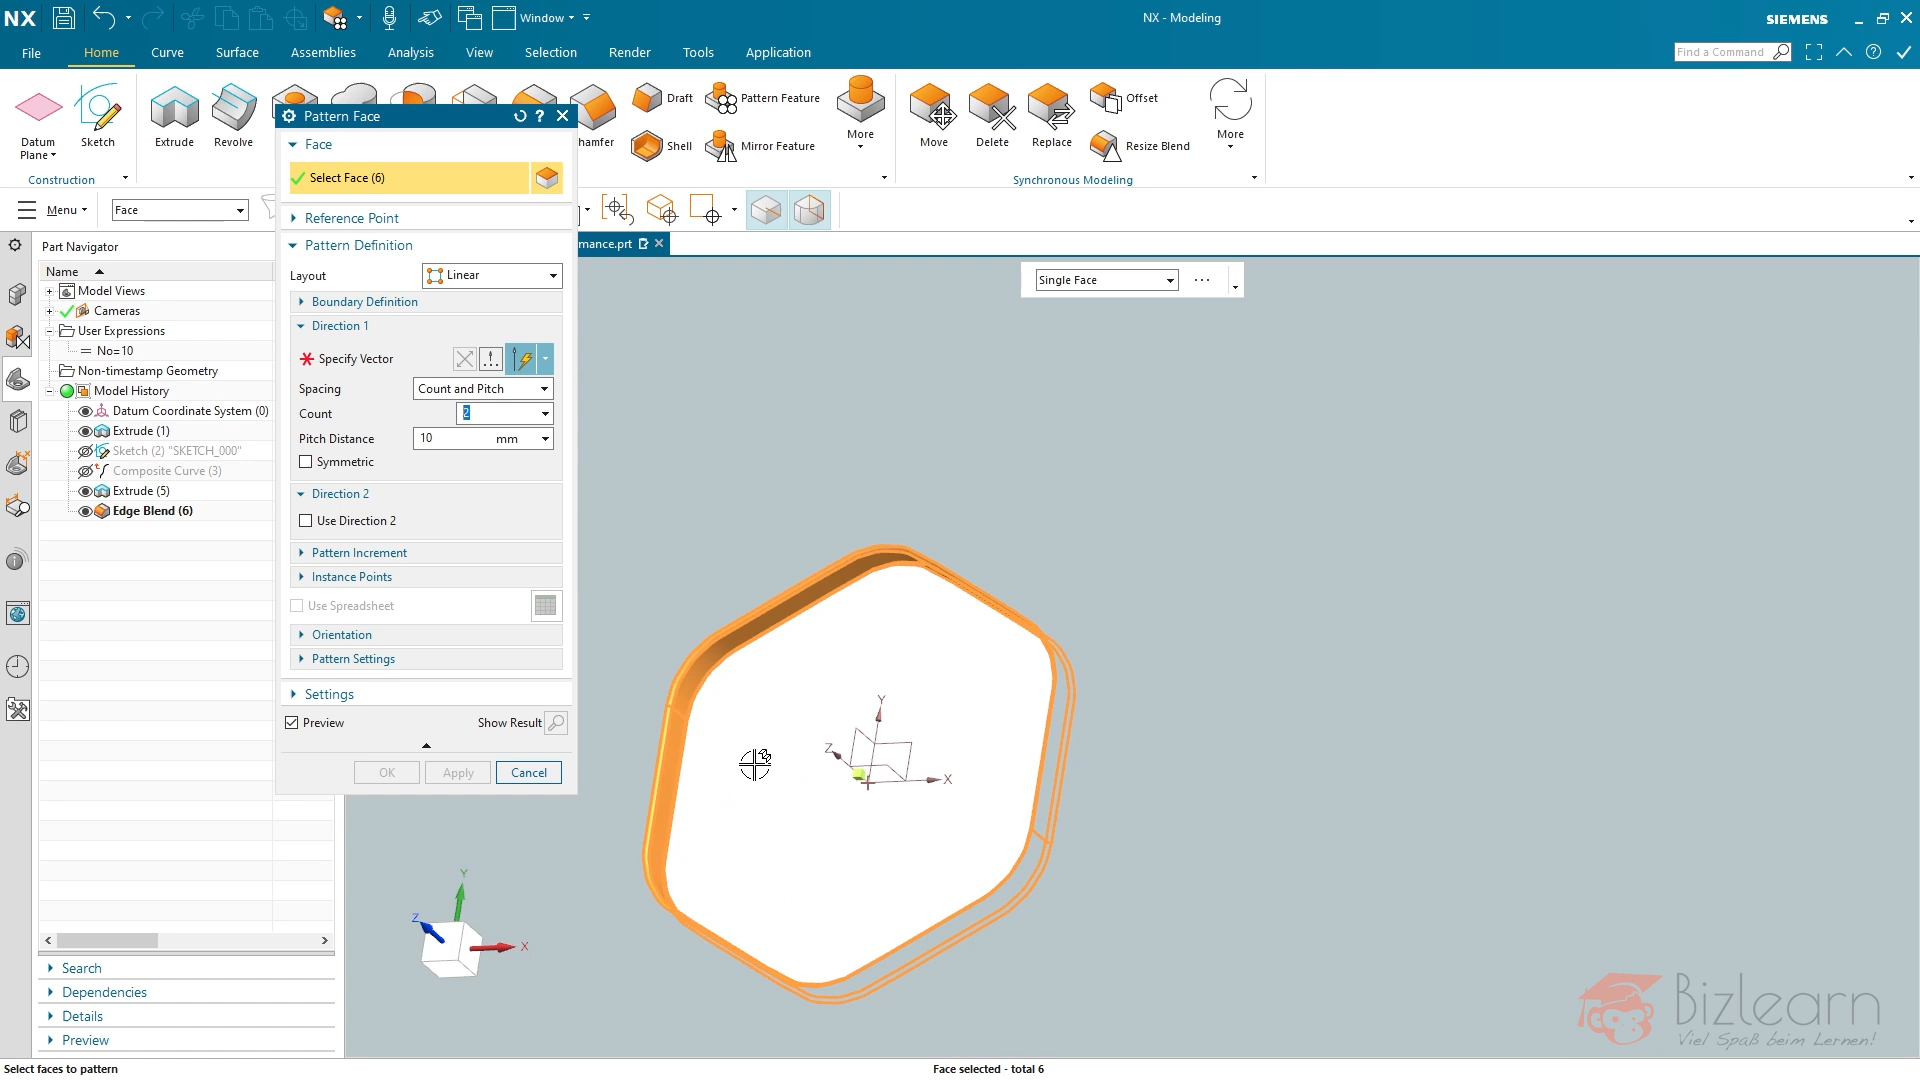 NX
Window
NX - Modeling
SIEMENS
File
Home
Curve
Surface
Assemblies
Analysis
View
Selection
Render
Tools
Application
Find a Command
Datum
Plane
Sketch
Extrude
Revolve
hamfer
Draft
Shell
Pattern Feature
Mirror Feature
More
Move
Delete
Replace
Offset
Resize Blend
More
Construction
Synchronous Modeling
Menu
Face
mance.prt
Single Face
Part Navigator
Name
Model Views
Cameras
User Expressions
No=10
Non-timestamp Geometry
Model History
Datum Coordinate System (0)
Extrude (1)
Sketch (2) "SKETCH_000"
Composite Curve (3)
Extrude (5)
Edge Blend (6)
Search
Dependencies
Details
Preview
Pattern Face
Face
Select Face (6)
Reference Point
Pattern Definition
Layout
Linear
Boundary Definition
Direction 1
Specify Vector
Spacing
Count and Pitch
Count
2
Pitch Distance
10
mm
Symmetric
Direction 2
Use Direction 2
Pattern Increment
Instance Points
Use Spreadsheet
Orientation
Pattern Settings
Settings
Preview
Show Result
OK
Apply
Cancel
Y
Z
X
Y
Z
X
Bizlearn
Viel Spaß beim Lernen!
Select faces to pattern
Face selected - total 6